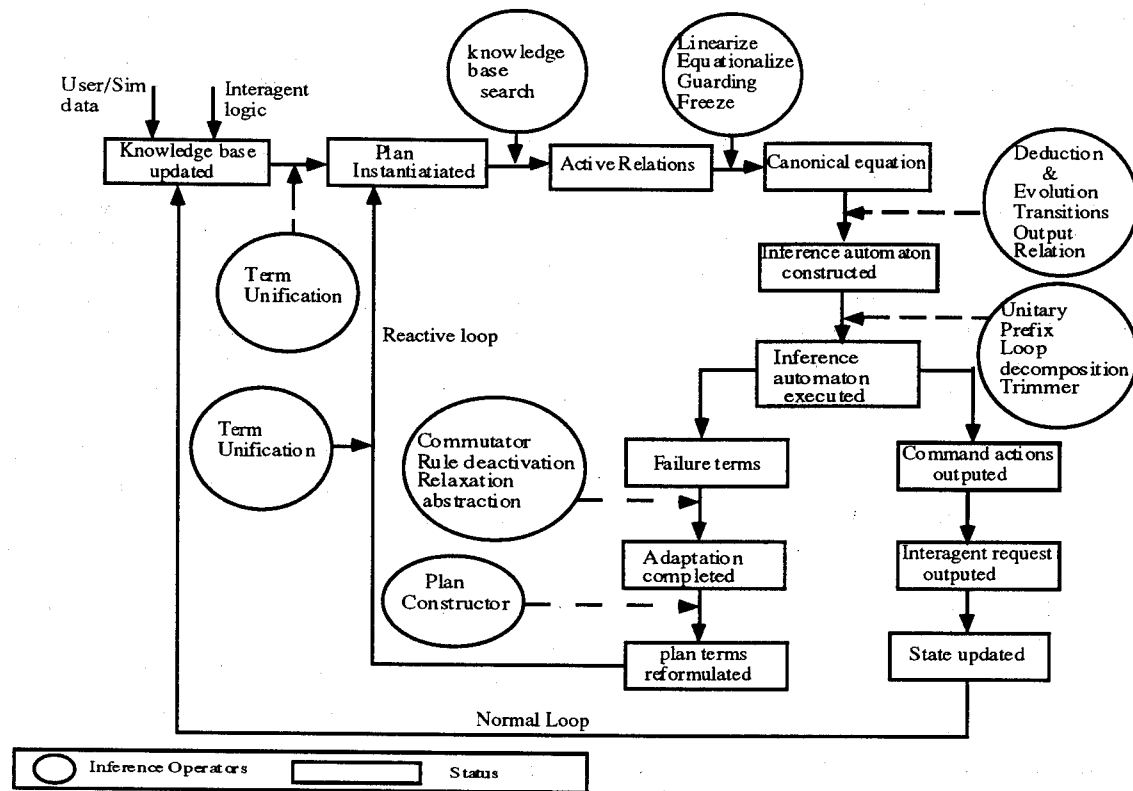 User/Sim
data
Interagent
logic
knowledge
base
search
Linearize
Equationalize
Guarding
Freeze
Knowledge base
updated
Plan
Instantiatiated
Active Relations
Canonical equation
Deduction
&
Evolution
Transitions
Output
Relation
Term
Unification
Inference automaton
constructed
Reactive loop
Inference
automaton
executed
Unitary
Prefix
Loop
decomposition
Trimmer
Term
Unification
Commutator
Rule deactivation
Relaxation
abstraction
Failure terms
Command actions
outputed
Adaptation
completed
Interagent request
outputed
Plan
Constructor
plan terms
reformulated
State updated
Normal Loop
Inference Operators
Status